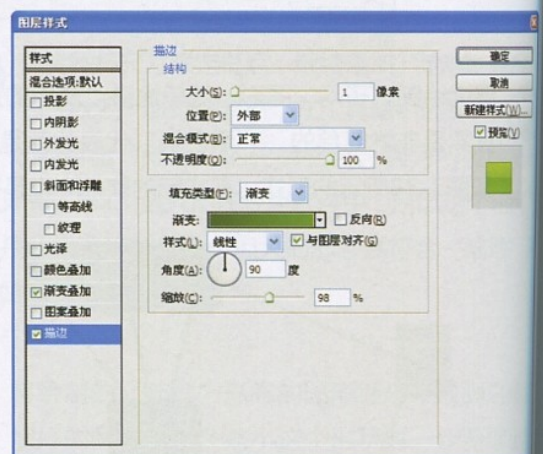 图层样式
样式
混合选项:默认
投影
内阴影
外发光
内发光
斜面和浮雕
等高线
纹理
光泽
颜色叠加
渐变叠加
图案叠加
描边
描边
结构
大小(S): 1 像素
位置(P): 外部
混合模式(B): 正常
不透明度(O): 100 %
填充类型(F): 渐变
渐变: 反向(R)
样式(L): 线性 与图层对齐(G)
角度(A): 90 度
缩放(C): 98 %
确定
取消
新建样式(W)...
预览(V)